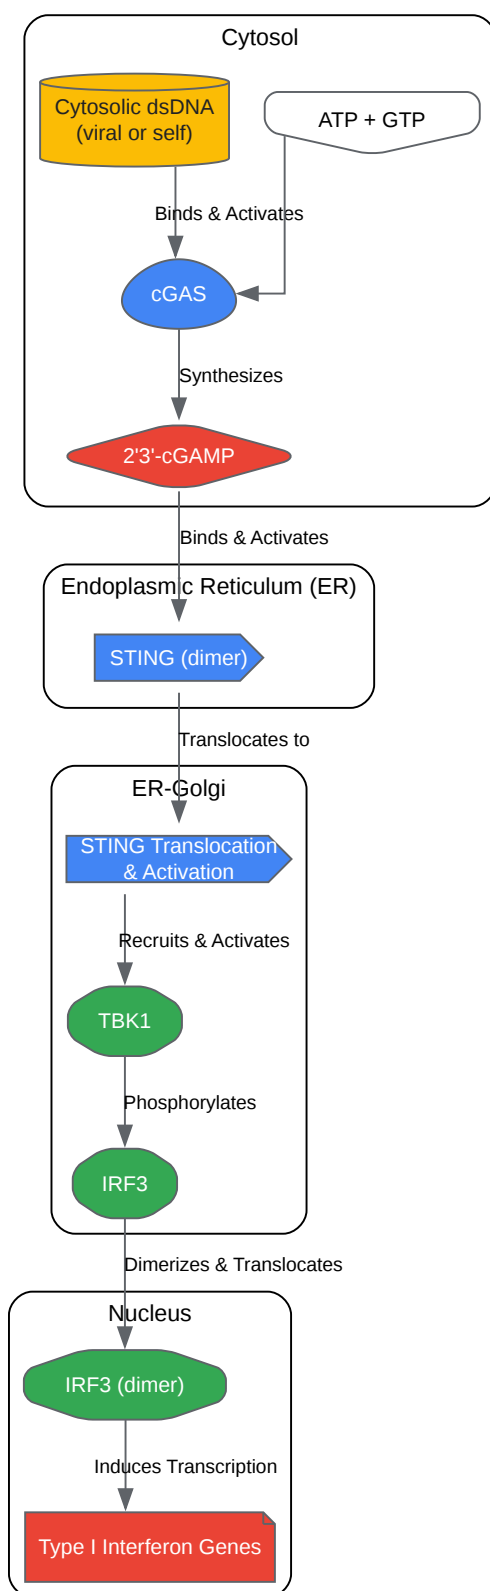 Cytosol
Cytosolic dsDNA
(viral or self)
ATP + GTP
Binds & Activates
cGAS
Synthesizes
2'3'-cGAMP
Binds & Activates
Endoplasmic Reticulum (ER)
STING (dimer)
Translocates to
ER-Golgi
STING Translocation
& Activation
Recruits & Activates
TBK1
Phosphorylates
IRF3
Dimerizes & Translocates
Nucleus
IRF3 (dimer)
Induces Transcription
Type I Interferon Genes